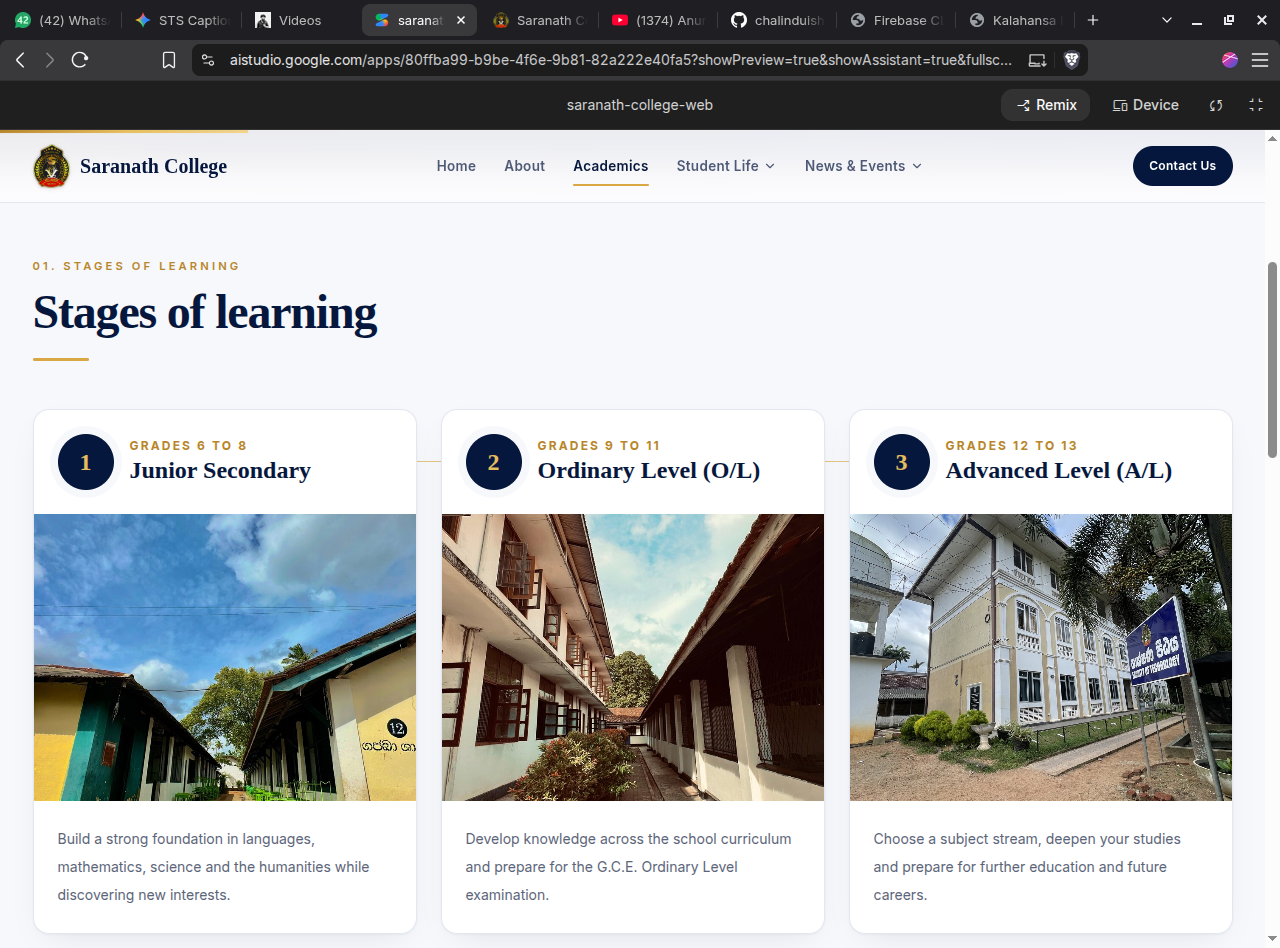 (42) Whats
STS Captio
Videos
saranat
Saranath C
(1374) Anur
chalinduish
Firebase Cl
Kalahansa
aistudio.google.com/apps/80ffba99-b9be-4f6e-9b81-82a222e40fa5?showPreview=true&showAssistant=true&fullsc...
saranath-college-web
Remix
Device
Saranath College
Home
About
Academics
Student Life
News & Events
Contact Us
01. STAGES OF LEARNING
Stages of learning
1
GRADES 6 TO 8
Junior Secondary
2
GRADES 9 TO 11
Ordinary Level (O/L)
3
GRADES 12 TO 13
Advanced Level (A/L)
12
OF TECHNOLOGY
Build a strong foundation in languages,
mathematics, science and the humanities while
discovering new interests.
Develop knowledge across the school curriculum
and prepare for the G.C.E. Ordinary Level
examination.
Choose a subject stream, deepen your studies
and prepare for further education and future
careers.